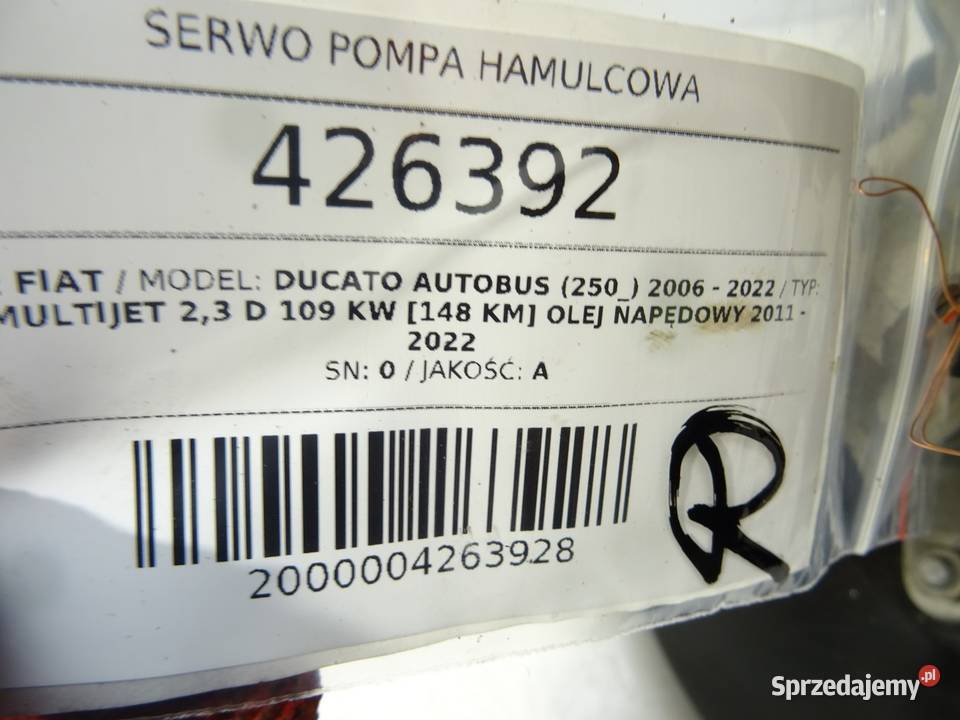 SERWO POMPA HAMULCOWA
426392
FIAT / MODEL: DUCATO AUTOBUS (250_) 2006 - 2022 / TYP:
MULTIJET 2,3 D 109 KW [148 KM] OLEJ NAPĘDOWY 2011 -
2022
SN: 0 / JAKOŚĆ: A
2000004263928
R
Sprzedajemy.pl